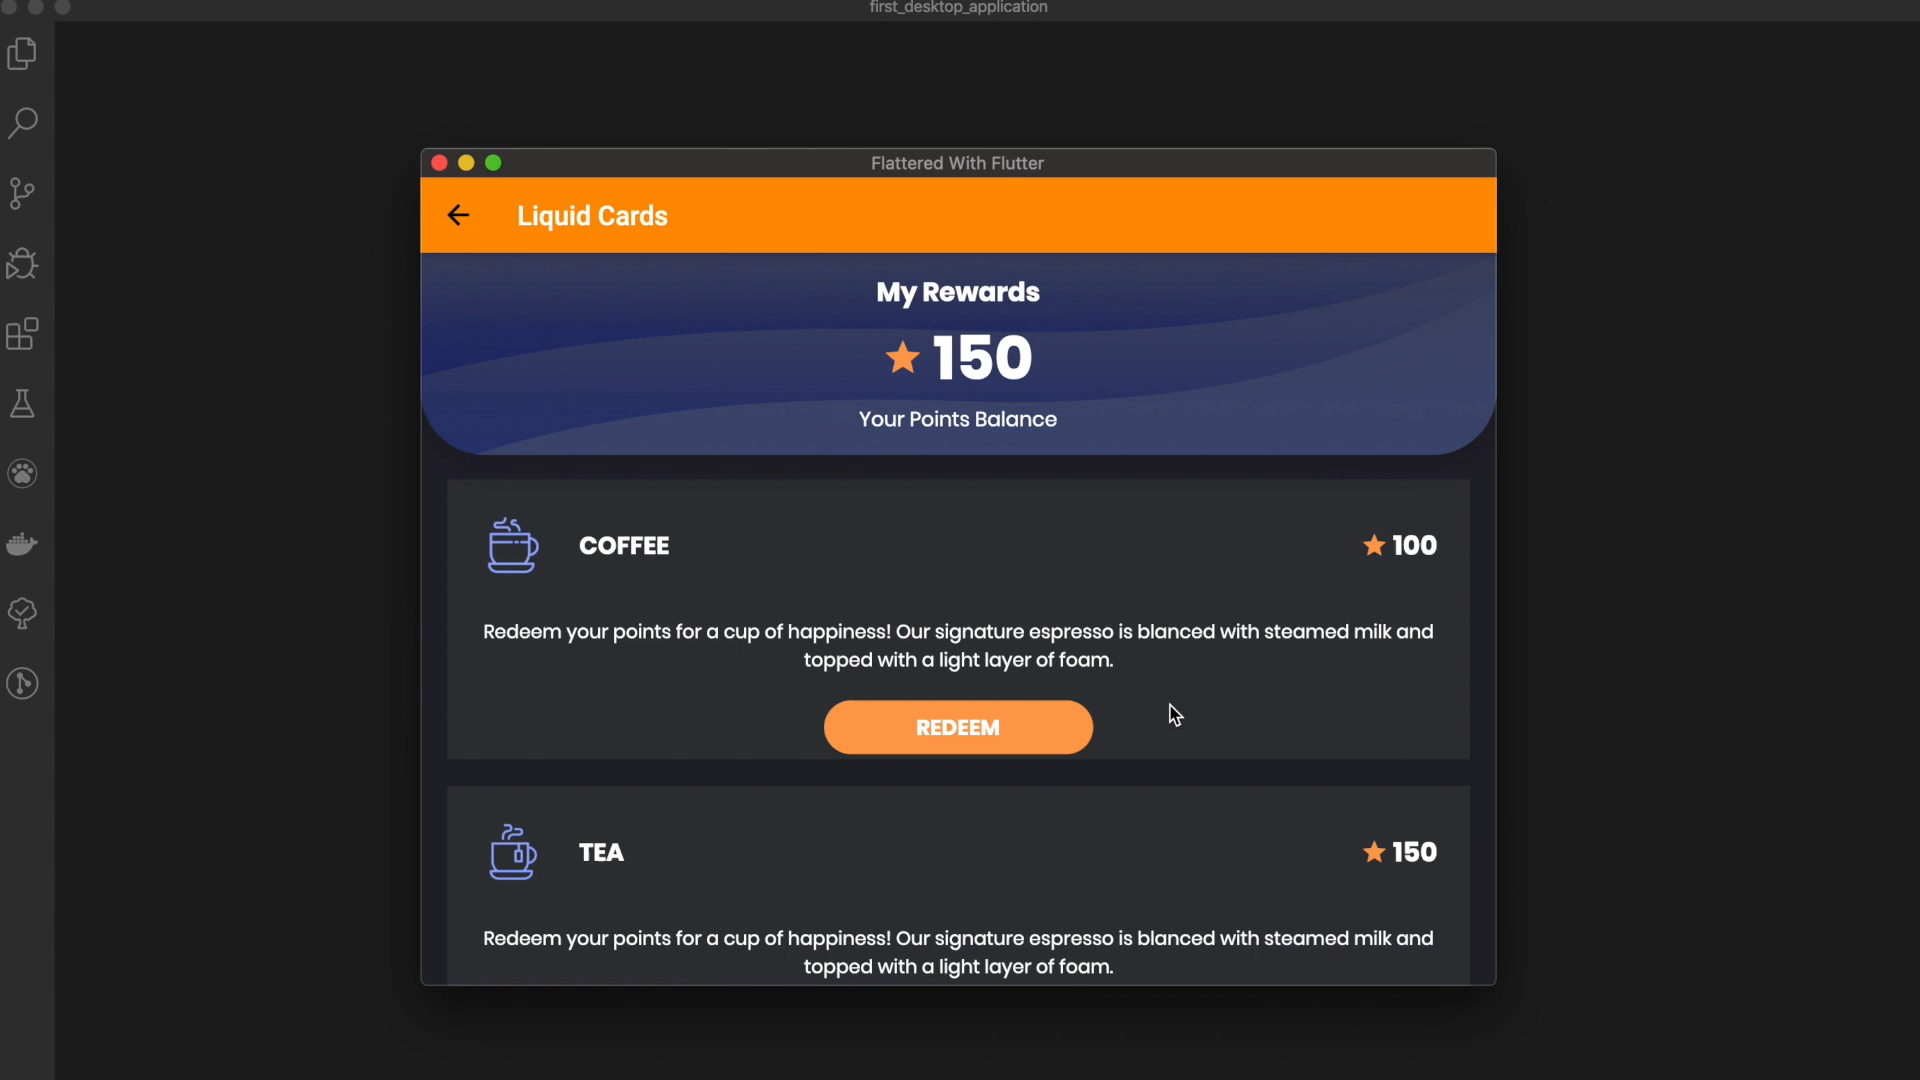 first_desktop_application
Flattered With Flutter
Liquid Cards
My Rewards
150
Your Points Balance
COFFEE
100
Redeem your points for a cup of happiness! Our signature espresso is blanced with steamed milk and
topped with a light layer of foam.
REDEEM
TEA
150
Redeem your points for a cup of happiness! Our signature espresso is blanced with steamed milk and
topped with a light layer of foam.